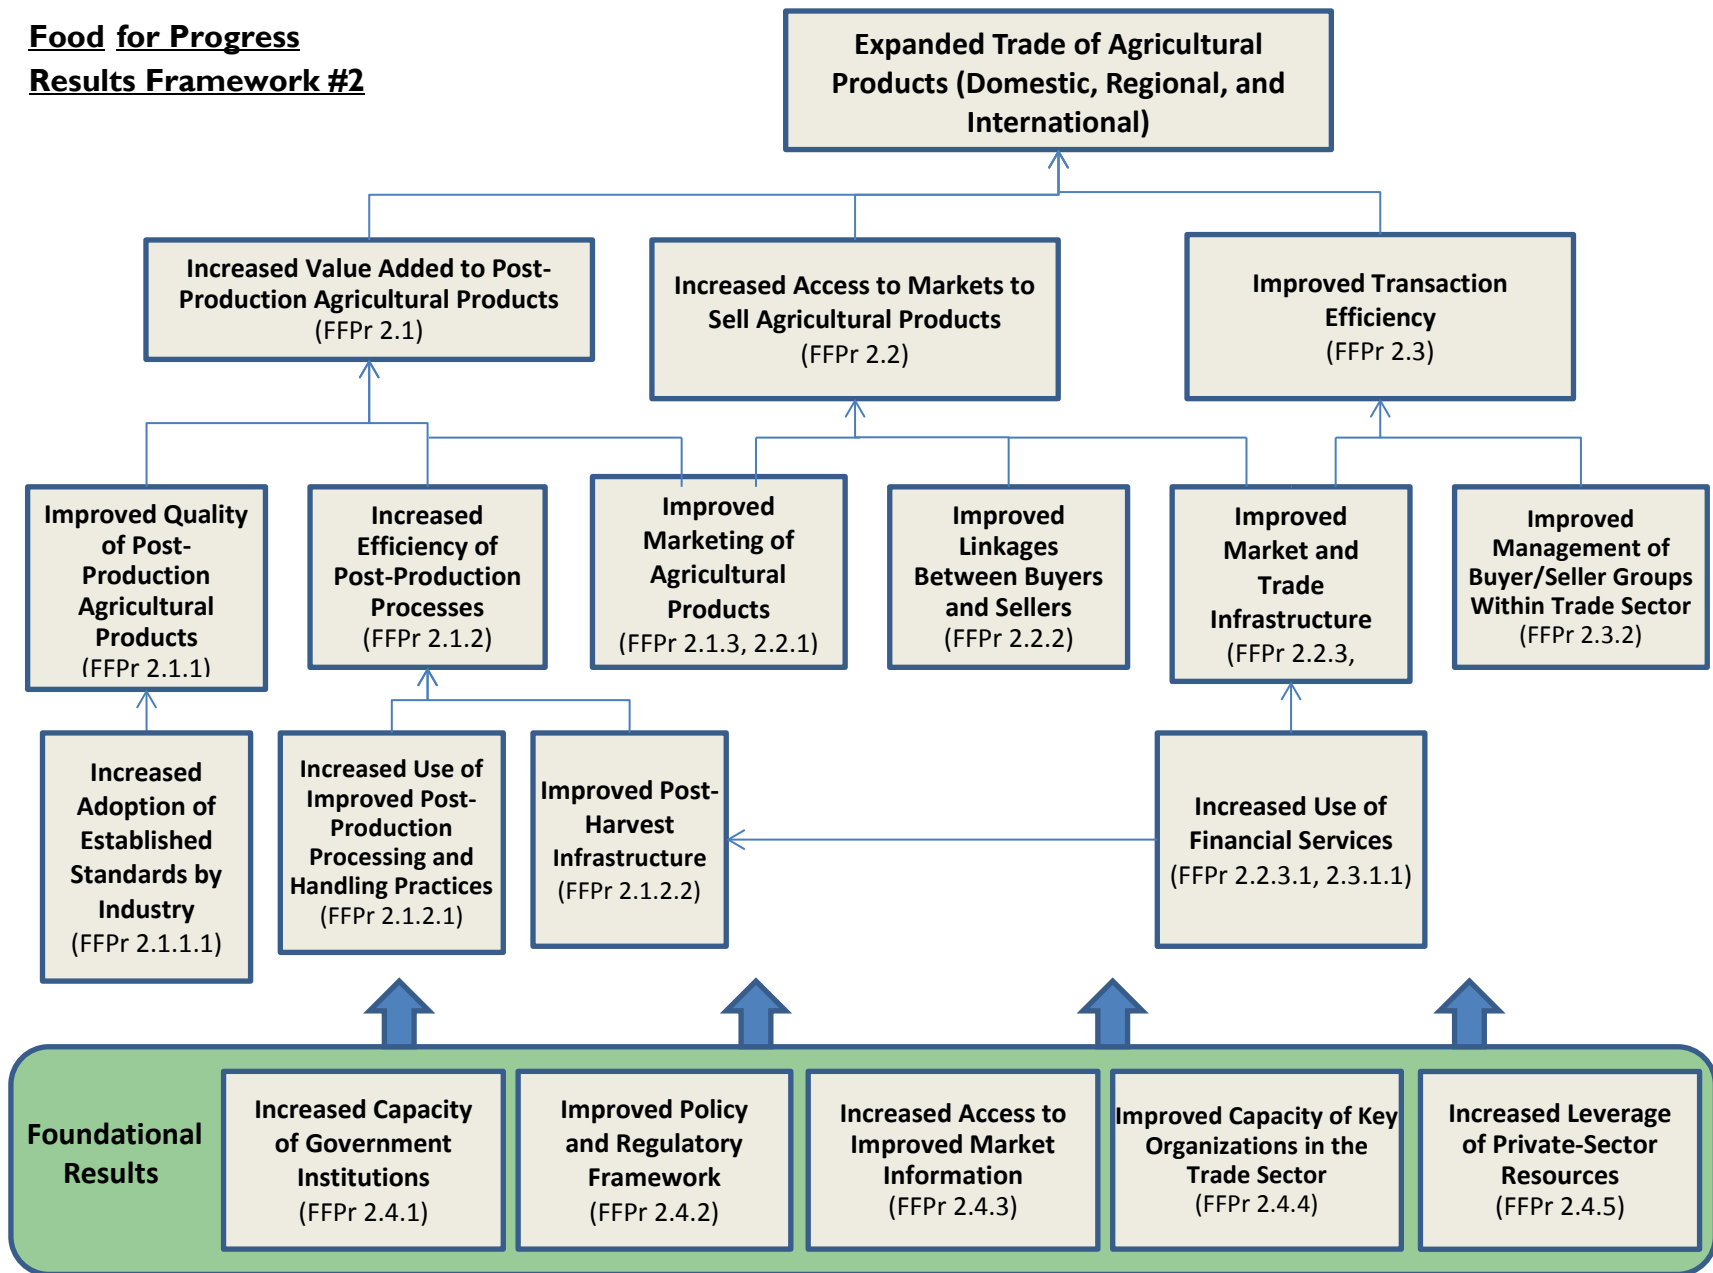 Food for Progress
Results Framework #2
Expanded Trade of Agricultural
Products (Domestic, Regional, and
International)
Increased Value Added to Post-
Production Agricultural Products
(FFPr 2.1)
Increased Access to Markets to
Sell Agricultural Products
(FFPr 2.2)
Improved Transaction
Efficiency
(FFPr 2.3)
Improved Quality
of Post-
Production
Agricultural
Products
(FFPr 2.1.1)
Increased
Efficiency of
Post-Production
Processes
(FFPr 2.1.2)
Improved
Marketing of
Agricultural
Products
(FFPr 2.1.3, 2.2.1)
Improved
Linkages
Between Buyers
and Sellers
(FFPr 2.2.2)
Improved
Market and
Trade
Infrastructure
(FFPr 2.2.3,
Improved
Management of
Buyer/Seller Groups
Within Trade Sector
(FFPr 2.3.2)
Increased
Adoption of
Established
Standards by
Industry
(FFPr 2.1.1.1)
Increased Use of
Improved Post-
Production
Processing and
Handling Practices
(FFPr 2.1.2.1)
Improved Post-
Harvest
Infrastructure
(FFPr 2.1.2.2)
Increased Use of
Financial Services
(FFPr 2.2.3.1, 2.3.1.1)
Foundational
Results
Increased Capacity
of Government
Institutions
(FFPr 2.4.1)
Improved Policy
and Regulatory
Framework
(FFPr 2.4.2)
Increased Access to
Improved Market
Information
(FFPr 2.4.3)
Improved Capacity of Key
Organizations in the
Trade Sector
(FFPr 2.4.4)
Increased Leverage
of Private-Sector
Resources
(FFPr 2.4.5)